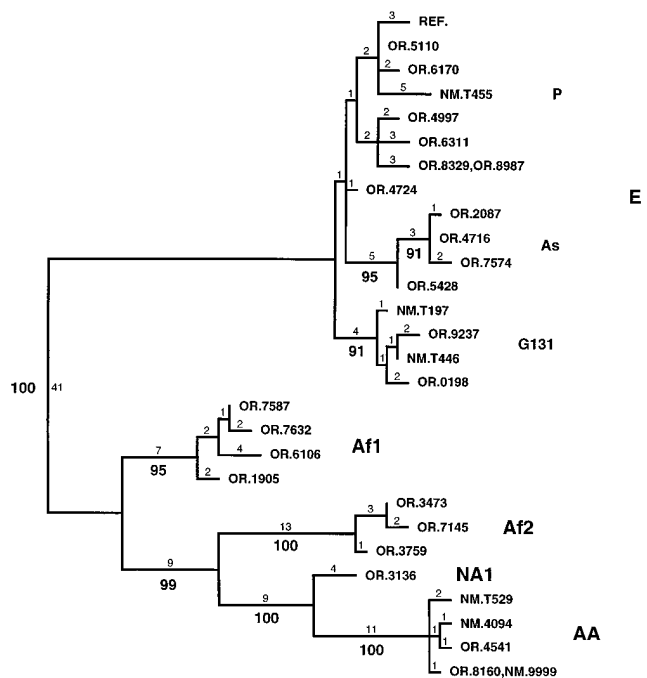 3 REF.
2 OR.5110
2 OR.6170
5 NM.T455 P
1
2 OR.4997
2 3 OR.6311
3 OR.8329,OR.8987
1
1 OR.4724
E
1 OR.2087
3 OR.4716 As
91
5 2 OR.7574
95
OR.5428
1 NM.T197
4 2 OR.9237
91 1 NM.T446 G131
1
2 OR.0198
100 41
OR.7587
1
2 OR.7632
2
7 4 OR.6106 Af1
95
2 OR.1905
OR.3473
3
2 OR.7145 Af2
13
100
1 OR.3759
9
99
4 OR.3136 NA1
9
100
2 NM.T529
1 NM.4094
11 1 AA
100
1 OR.4541
1 OR.8160,NM.9999